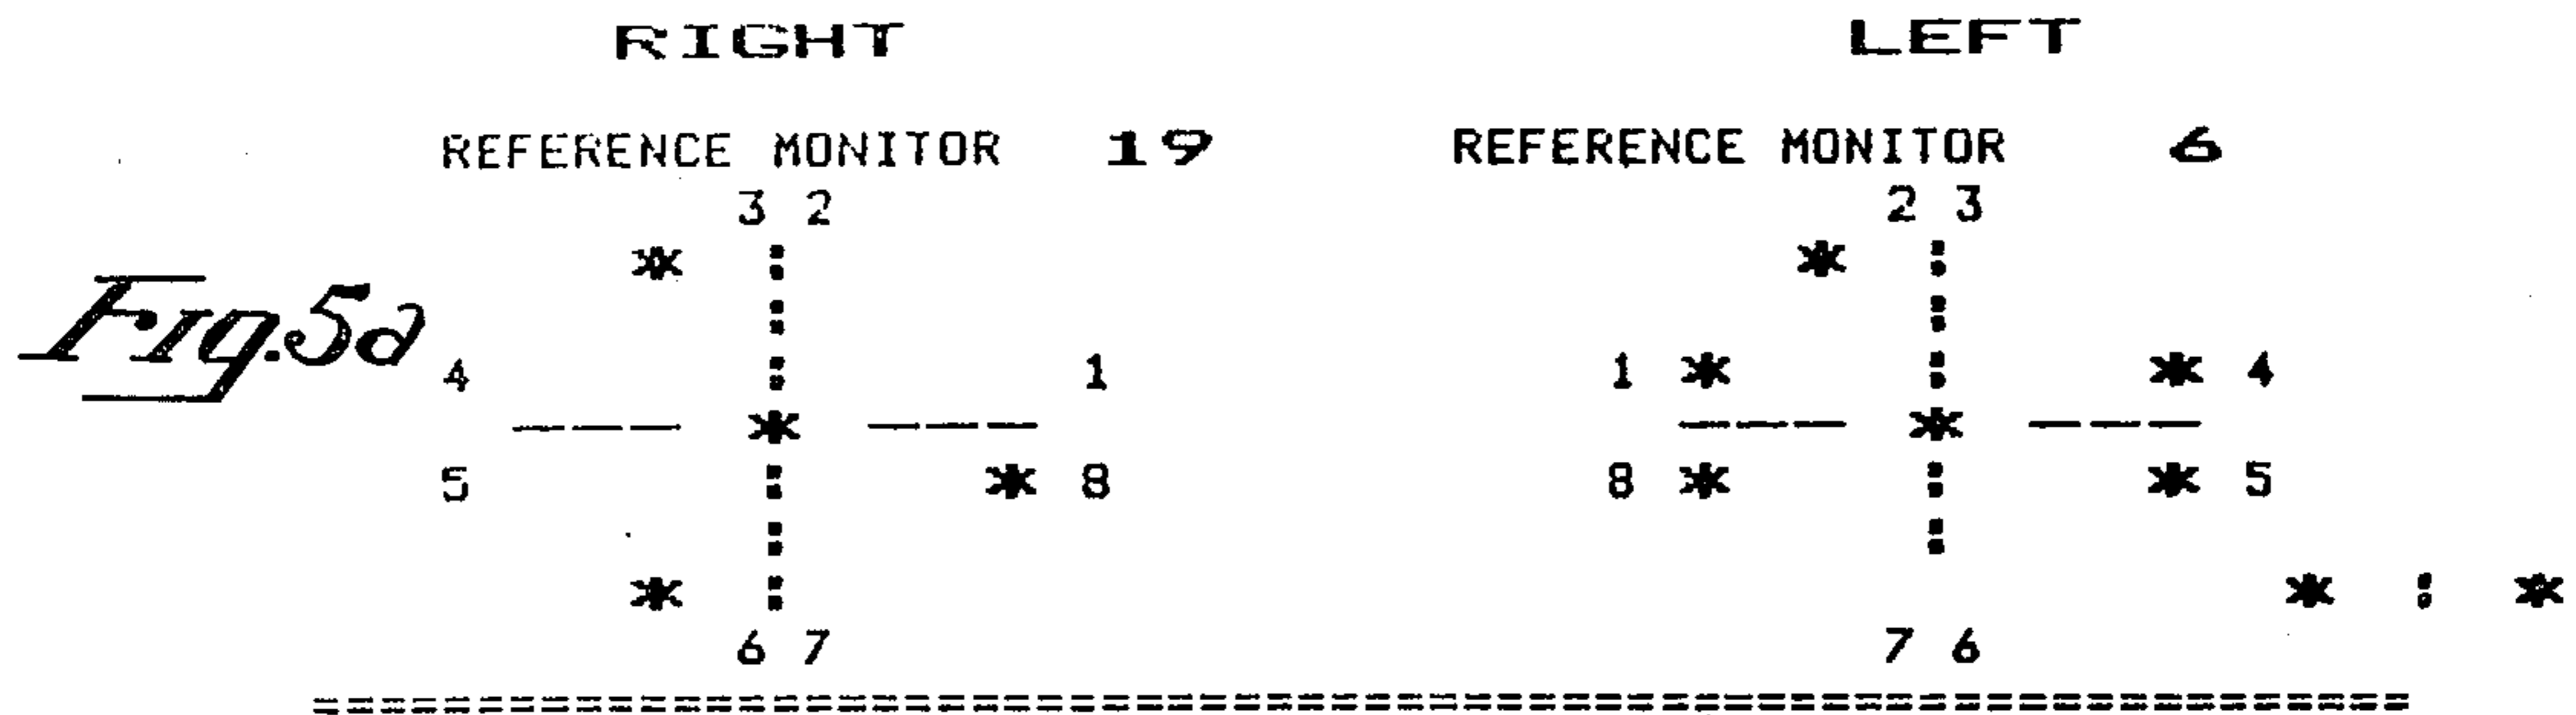 RIGHT LEFT
REFERENCE MONITOR 19 REFERENCE MONITOR 6
3 2 2 3
* : * :
: :
Fig.5a
4 : 1 1 * : * 4
--- * --- --- * ---
5 : * 8 8 * : * 5
: :
* : * : *
6 7 7 6
================================================================